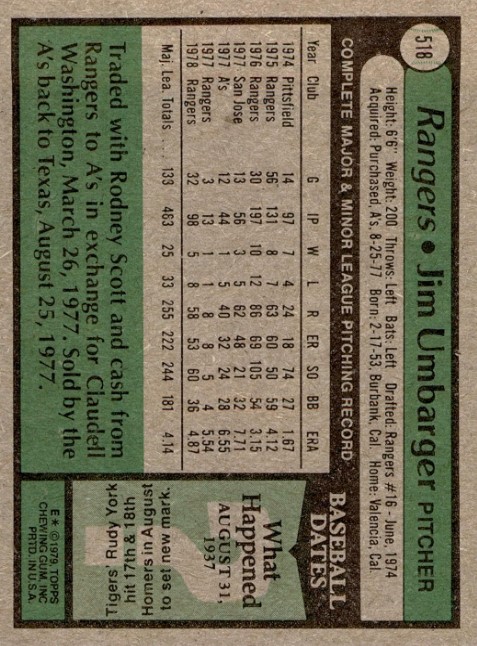 518
Rangers • Jim Umbarger PITCHER
Height: 6'6" Weight: 200 Throws: Left Bats: Left Drafted: Rangers #16 - June, 1974
Acquired: Purchased, A's, 8-25-77 Born: 2-17-53 Burbank, Cal. Home: Valencia, Cal.
COMPLETE MAJOR & MINOR LEAGUE PITCHING RECORD
Year Club G IP W L R ER SO BB ERA
1974 Pittsfield 14 97 7 4 24 18 74 27 1.67
1975 Rangers 56 131 8 7 63 60 50 59 4.12
1976 Rangers 30 197 10 12 86 69 105 54 3.15
1977 San Jose 13 56 3 5 62 48 21 32 7.71
1977 A's 12 44 1 5 40 32 24 28 6.55
1977 Rangers 3 13 1 1 8 8 5 4 5.54
1978 Rangers 32 98 5 8 58 53 60 36 4.87
Maj. Lea. Totals .... 133 483 25 33 255 222 244 181 4.14
Traded with Rodney Scott and cash from
Rangers to A's in exchange for Claudell
Washington, March 26, 1977. Sold by the
A's back to Texas, August 25, 1977.
BASEBALL
DATES
What
Happened
AUGUST 31,
1937
Tigers' Rudy York
hit 17th & 18th
Homers in August
to set new mark.
E * © 1979, TOPPS
CHEWING GUM, INC.
PRTD. IN U.S.A.